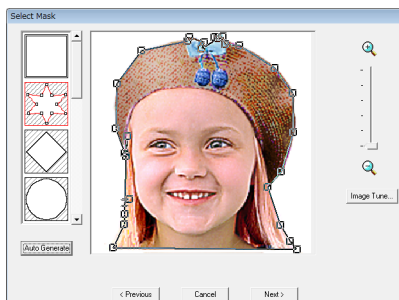 Select Mask
Image Tune...
Auto Generate
< Previous
Cancel
Next >